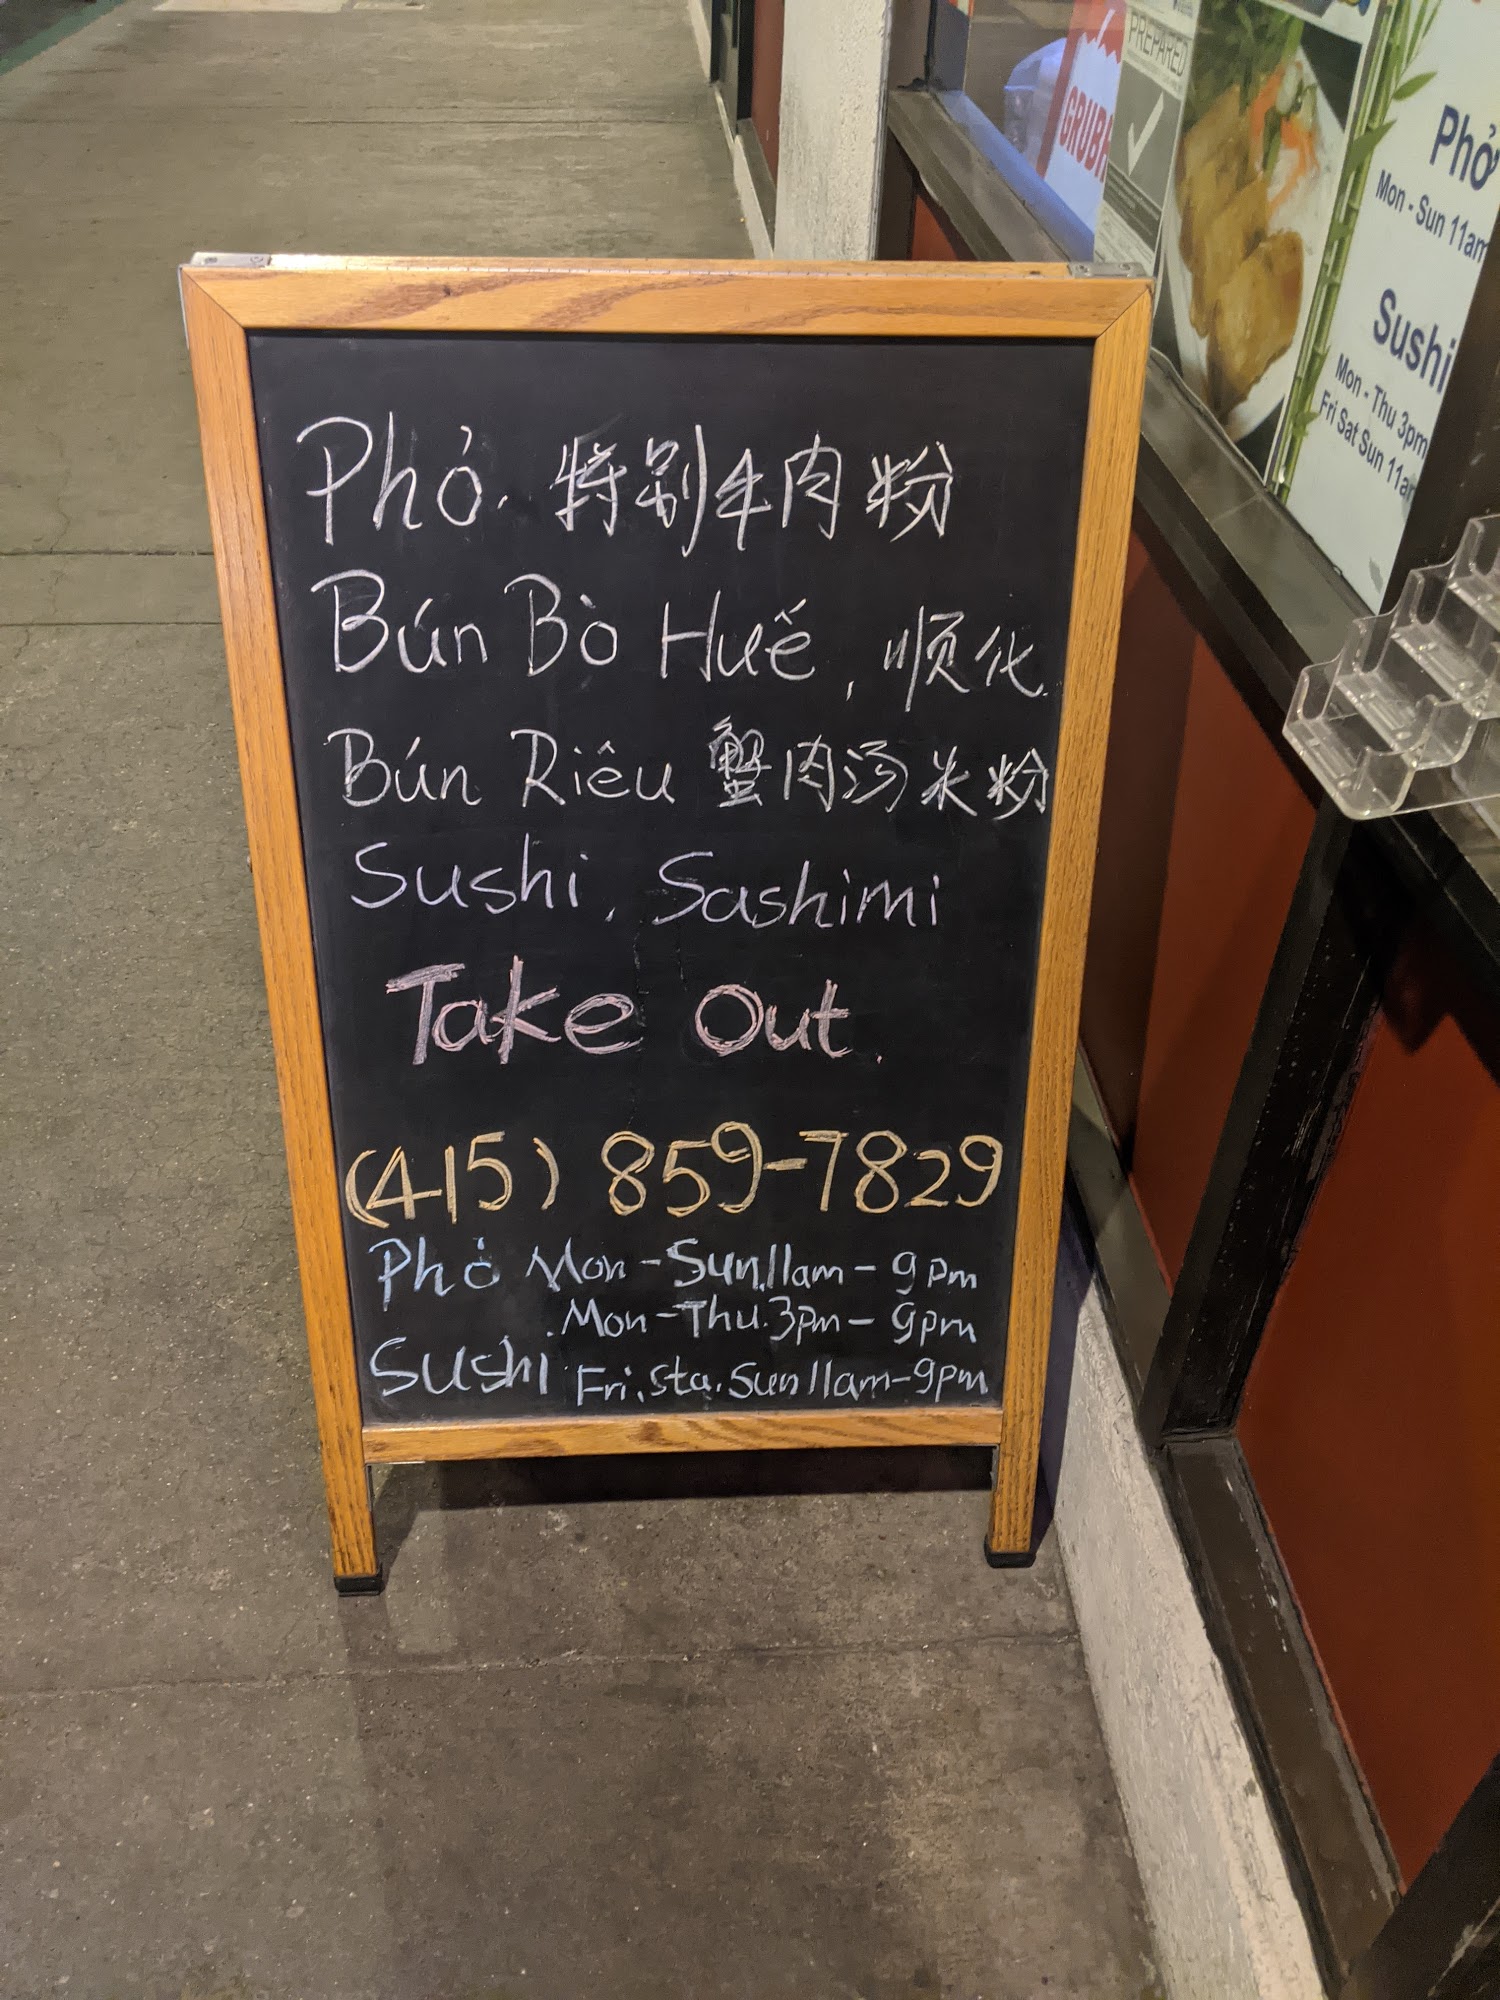 Phở. 特别牛肉粉
Bún Bò Huế, 顺化
Bún Riêu 蟹肉汤米粉
Sushi, Sashimi
Take Out.
(415) 859-7829
Phở Mon-Sun,11am-9pm
Mon-Thu.3pm-9pm
Sushi Fri,sta,Sun 11am-9pm
PREPARED
GRUBH
Phở
Mon - Sun 11am
Sushi
Mon - Thu 3pm
Fri Sat Sun 11am